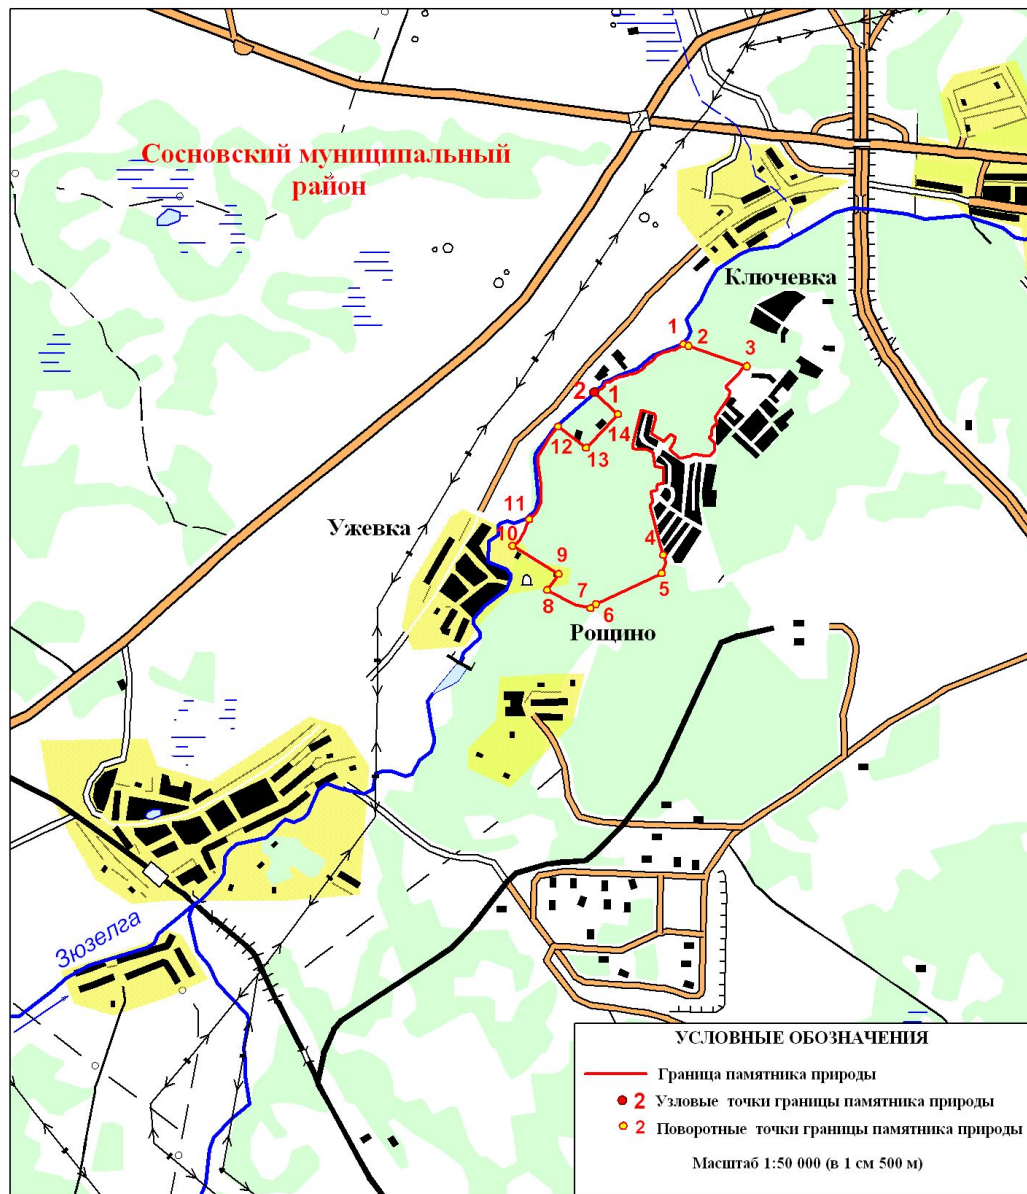 Сосновский муниципальный
район
Ключевка
1
2
3
2
1
14
12
13
11
Ужевка
10
9
4
5
8
7
6
Рощино
Зюзелга
УСЛОВНЫЕ ОБОЗНАЧЕНИЯ
Граница памятника природы
2 Узловые точки границы памятника природы
2 Поворотные точки границы памятника природы
Масштаб 1:50 000 (в 1 см 500 м)